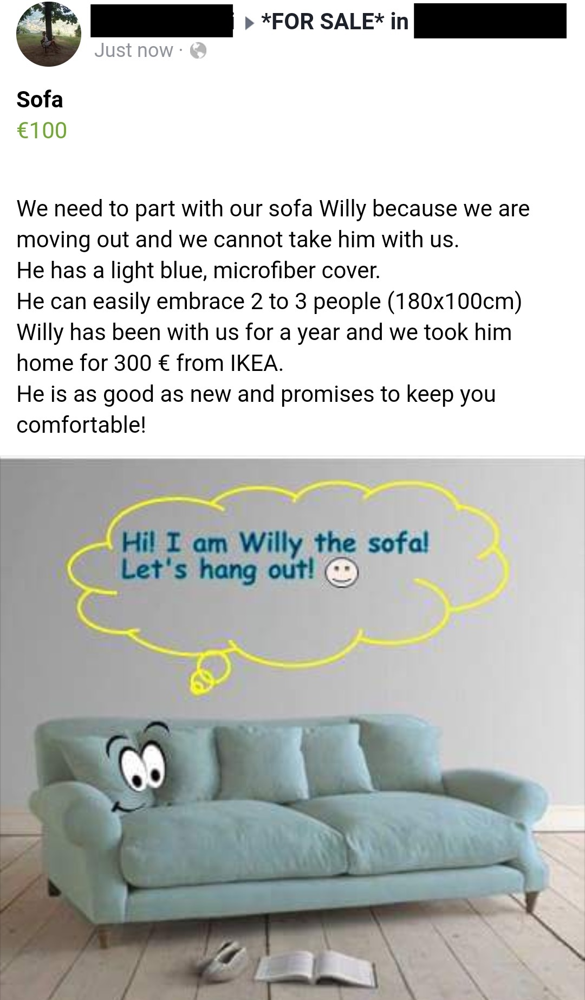 *FOR SALE* in
Just now ·
Sofa
€100
We need to part with our sofa Willy because we are
moving out and we cannot take him with us.
He has a light blue, microfiber cover.
He can easily embrace 2 to 3 people (180x100cm)
Willy has been with us for a year and we took him
home for 300 € from IKEA.
He is as good as new and promises to keep you
comfortable!
Hi! I am Willy the sofa!
Let's hang out!